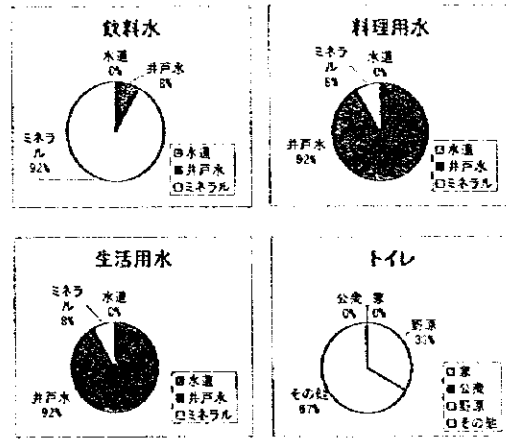 飲料水
水道
0%
井戸水
8%
ミネラ
ル
92%
水道
井戸水
ミネラル
料理用水
ミネラ
ル
8%
水道
0%
井戸水
92%
水道
井戸水
ミネラル
生活用水
ミネラ
ル
8%
水道
0%
井戸水
92%
水道
井戸水
ミネラル
トイレ
公衆
0%
家
0%
野原
33%
その他
67%
家
公衆
野原
その他